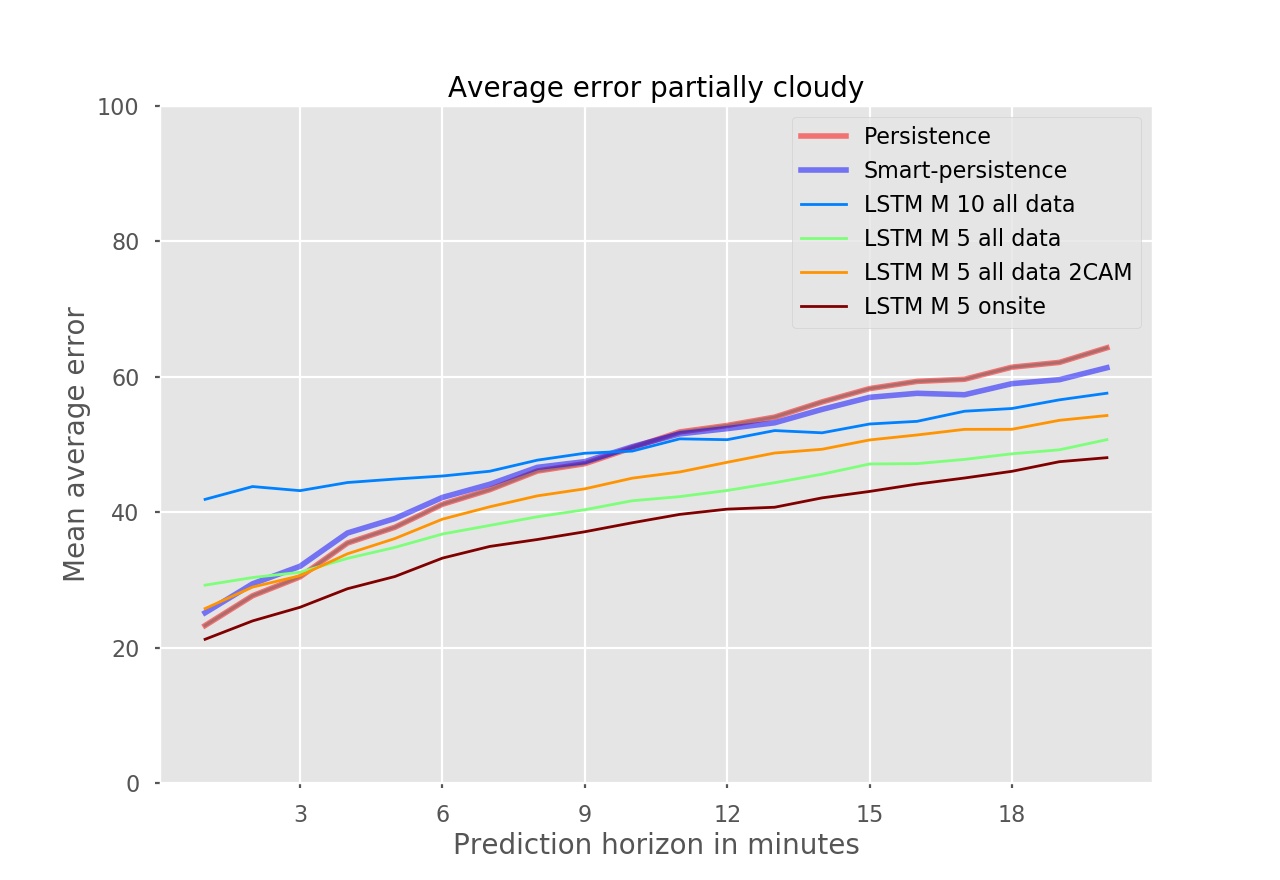 Average error partially cloudy
100
80
60
40
20
0
Mean average error
Persistence
Smart-persistence
LSTM M 10 all data
LSTM M 5 all data
LSTM M 5 all data 2CAM
LSTM M 5 onsite
3 6 9 12 15 18
Prediction horizon in minutes